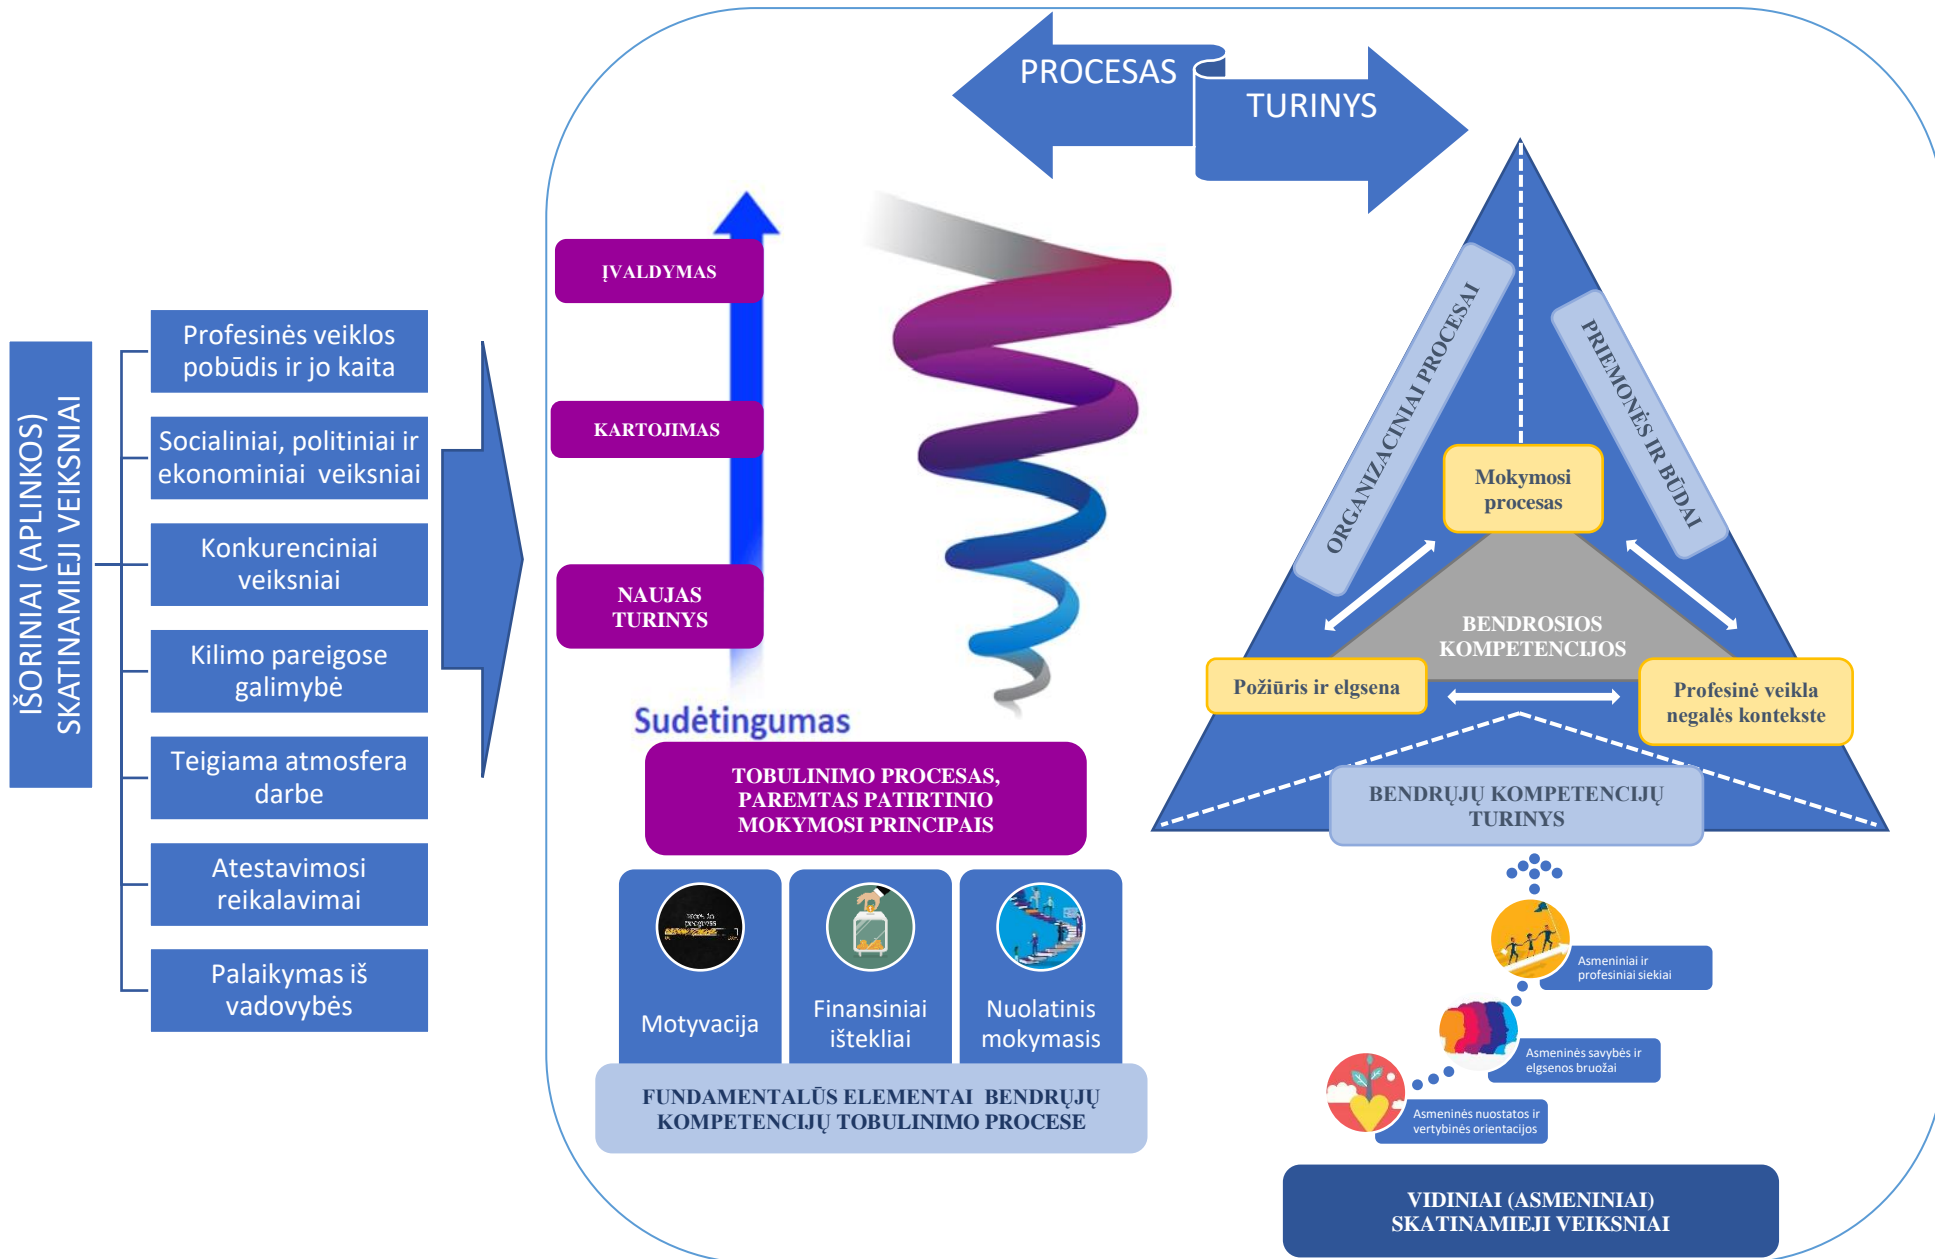 PROCESAS
TURINYS
IŠORINIAI (APLINKOS)
SKATINAMIEJI VEIKSNIAI
Profesinės veiklos
pobūdis ir jo kaita
Socialiniai, politiniai ir
ekonominiai veiksniai
Konkurenciniai
veiksniai
Kilimo pareigose
galimybė
Teigiama atmosfera
darbe
Atestavimosi
reikalavimai
Palaikymas iš
vadovybės
ĮVALDYMAS
KARTOJIMAS
NAUJAS
TURINYS
Sudėtingumas
TOBULINIMO PROCESAS,
PAREMTAS PATIRTINIO
MOKYMOSI PRINCIPAIS
Motyvacija
Finansiniai
ištekliai
Nuolatinis
mokymasis
FUNDAMENTALŪS ELEMENTAI BENDRŲJŲ
KOMPETENCIJŲ TOBULINIMO PROCESE
ORGANIZACINIAI PROCESAI
PRIEMONĖS IR BŪDAI
Mokymosi
procesas
BENDROSIOS
KOMPETENCIJOS
Požiūris ir elgsena
Profesinė veikla
negalės kontekste
BENDRŲJŲ KOMPETENCIJŲ
TURINYS
Asmeniniai ir
profesiniai siekiai
Asmeninės savybės ir
elgsenos bruožai
Asmeninės nuostatos ir
vertybinės orientacijos
VIDINIAI (ASMENINIAI)
SKATINAMIEJI VEIKSNIAI